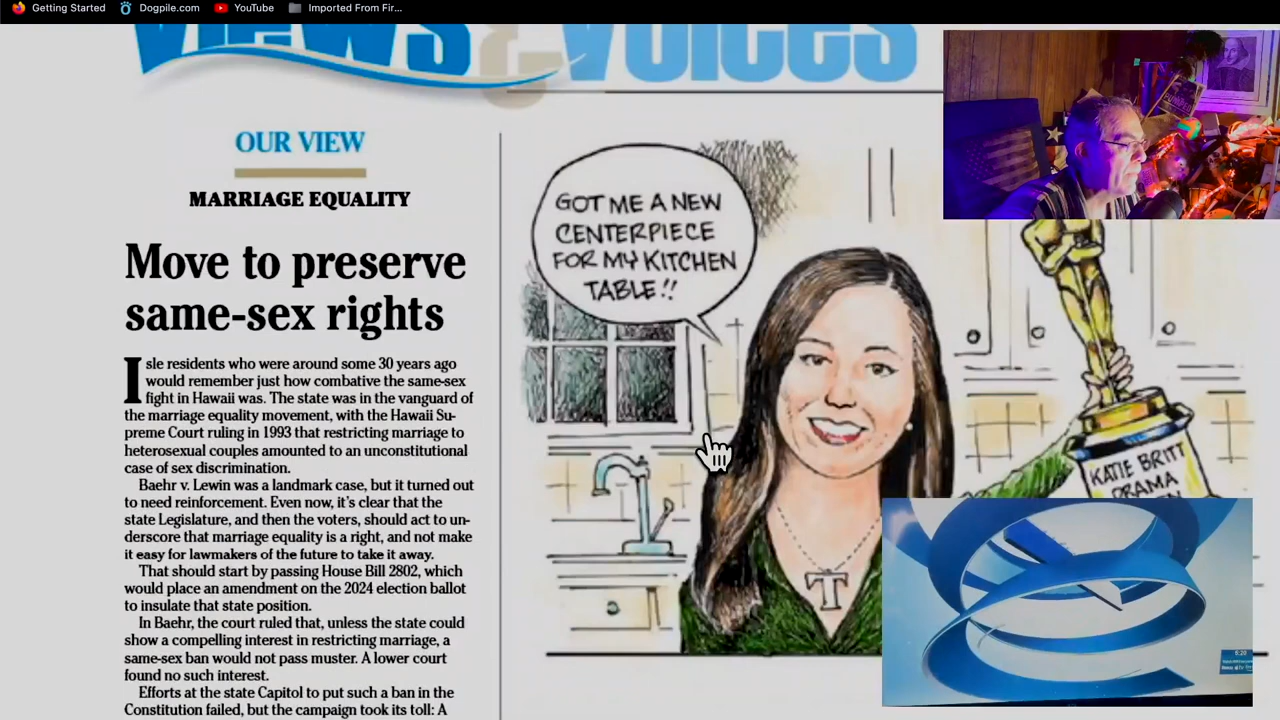 Getting Started
Dogpile.com
YouTube
Imported From Fir...
VIEWS & VOICES
OUR VIEW
MARRIAGE EQUALITY
Move to preserve
same-sex rights
Isle residents who were around some 30 years ago
would remember just how combative the same-sex
fight in Hawaii was. The state was in the vanguard of
the marriage equality movement, with the Hawaii Su-
preme Court ruling in 1993 that restricting marriage to
heterosexual couples amounted to an unconstitutional
case of sex discrimination.
Baehr v. Lewin was a landmark case, but it turned out
to need reinforcement. Even now, it's clear that the
state Legislature, and then the voters, should act to un-
derscore that marriage equality is a right, and not make
it easy for lawmakers of the future to take it away.
That should start by passing House Bill 2802, which
would place an amendment on the 2024 election ballot
to insulate that state position.
In Baehr, the court ruled that, unless the state could
show a compelling interest in restricting marriage, a
same-sex ban would not pass muster. A lower court
found no such interest.
Efforts at the state Capitol to put such a ban in the
Constitution failed, but the campaign took its toll: A
GOT ME A NEW
CENTERPIECE
FOR MY KITCHEN
TABLE!!
KATIE BRITT
DRAMA
T
5:20